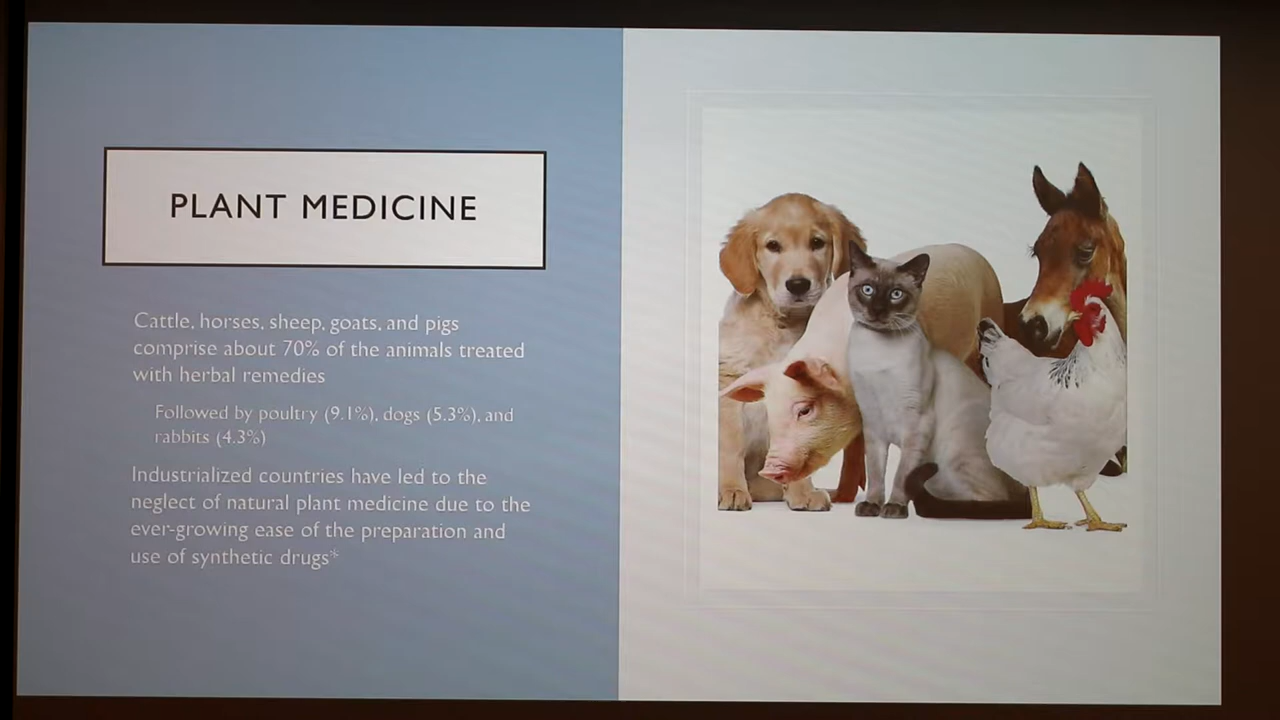 PLANT MEDICINE
Cattle, horses, sheep, goats, and pigs
comprise about 70% of the animals treated
with herbal remedies
Followed by poultry (9.1%), dogs (5.3%), and
rabbits (4.3%)
Industrialized countries have led to the
neglect of natural plant medicine due to the
ever-growing ease of the preparation and
use of synthetic drugs*